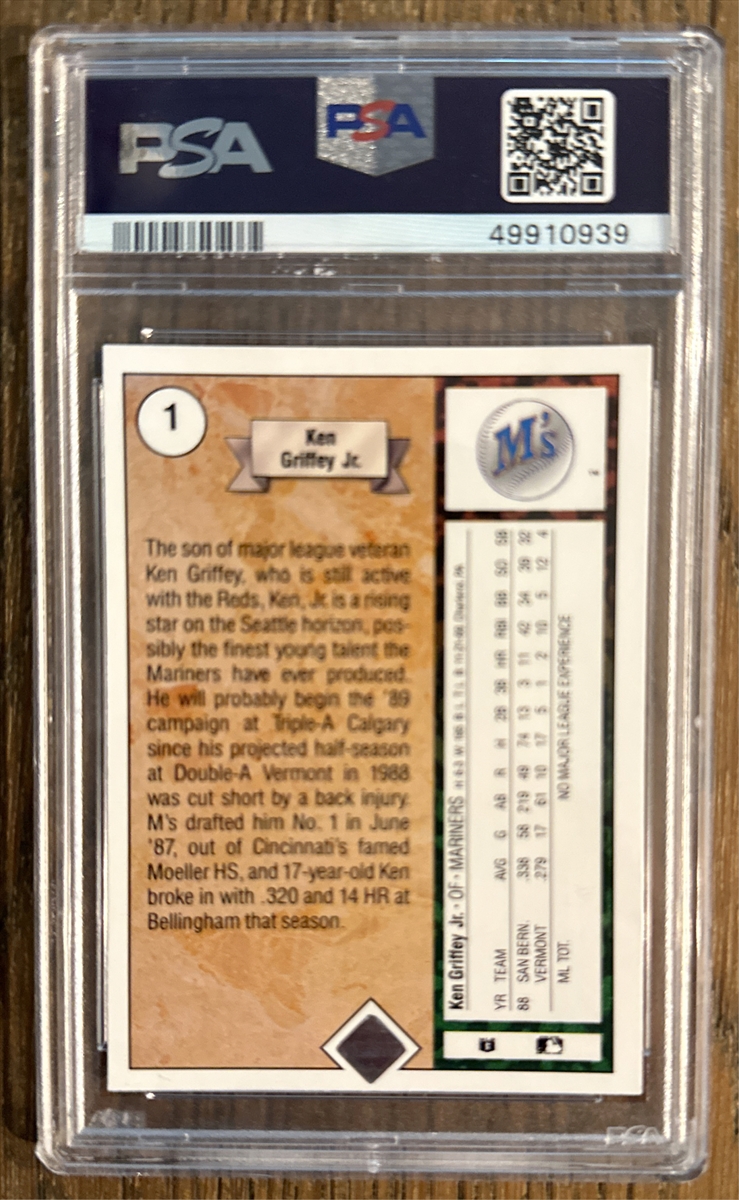 PSA
PSA
49910939
1
Ken
Griffey Jr.
The son of major league veteran
Ken Griffey, who is still active
with the Reds, Ken, Jr. is a rising
star on the Seattle horizon, pos-
sibly the finest young talent the
Mariners have ever produced.
He will probably begin the '89
campaign at Triple-A Calgary
since his projected half-season
at Double-A Vermont in 1988
was cut short by a back injury.
M's drafted him No. 1 in June
'87, out of Cincinnati's famed
Moeller HS, and 17-year-old Ken
broke in with .320 and 14 HR at
Bellingham that season.
M's
Ken Griffey Jr. • OF • MARINERS
YR TEAM AVG G AB R H 2B 3B HR RBI BB SO SB
88 SAN BERN. .338 58 219 49 74 13 3 11 42 34 39 32
VERMONT .279 17 61 10 17 5 1 2 10 5 12 4
ML TOT. NO MAJOR LEAGUE EXPERIENCE
PSA